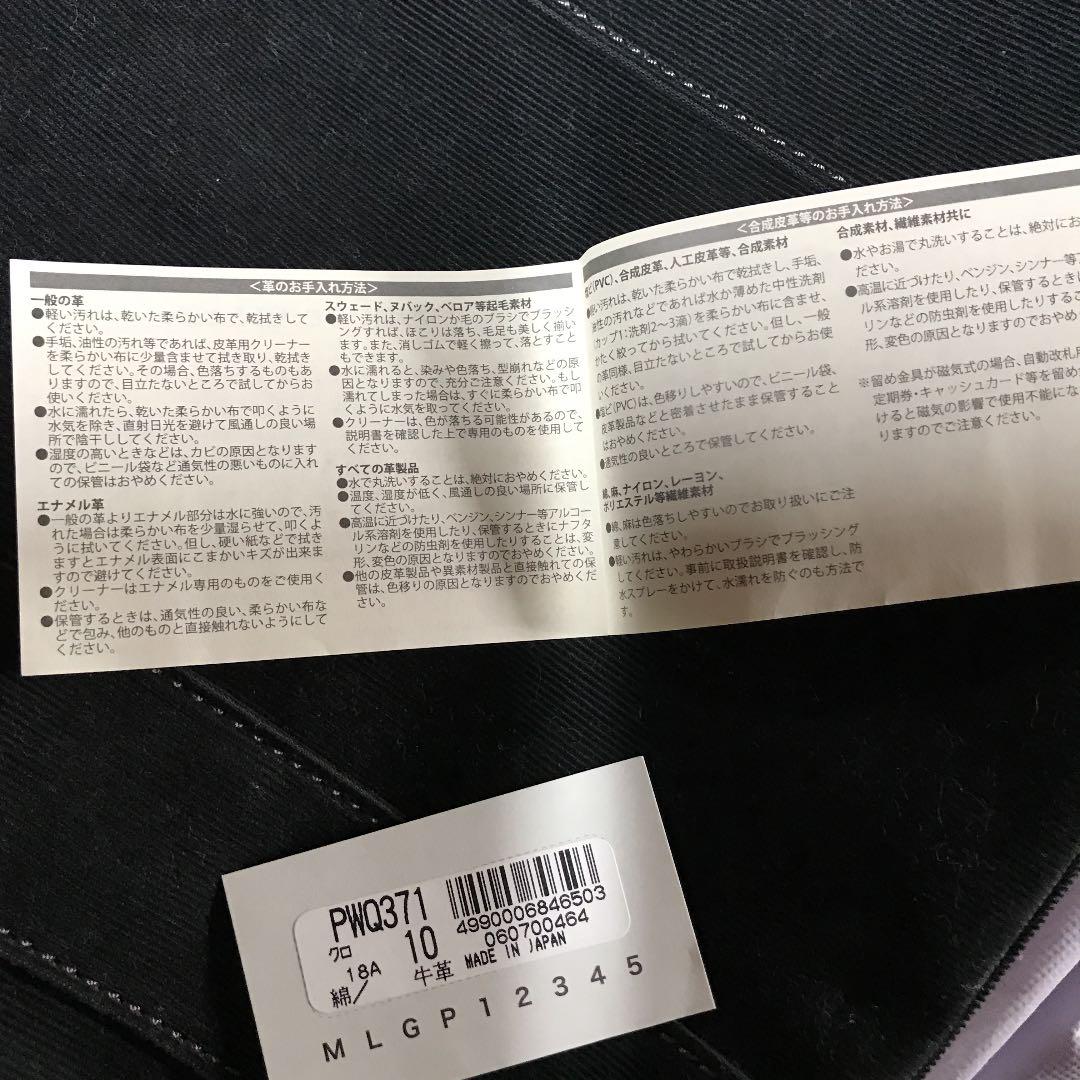 ＜革のお手入れ方法＞
一般の革
●軽い汚れは、乾いた柔らかい布で、乾拭きして
ください。
●手垢、油性の汚れ等であれば、皮革用クリーナー
を柔らかい布に少量含ませて拭き取り、乾拭き
してください。その場合、色落ちするものもあ
りますので、目立たないところで試してからお
使いください。
●水に濡れたら、乾いた柔らかい布で叩くように
水気を除き、直射日光を避けて風通しの良い場
所で陰干ししてください。
●湿度の高いときなどは、カビの原因となります
ので、ビニール袋など通気性の悪いものに入れ
ての保管はおやめください。
エナメル革
●一般の革よりエナメル部分は水に強いので、汚
れた場合は柔らかい布を少量湿らせて、叩くよ
うに拭いてください。但し、硬い紙などで拭き
ますとエナメル表面にこまかいキズが出来ま
すので避けてください。
●クリーナーはエナメル専用のものをご使用く
ださい。
●保管するときは、通気性の良い、柔らかい布な
どで包み、他のものと直接触れないようにして
ください。
スウェード、ヌバック、ベロア等起毛素材
●軽い汚れは、ナイロンか毛のブラシでブラッシ
ングすれば、ほこりは落ち、毛足も美しく揃い
ます。また、消しゴムで軽く擦って、落とすこと
もできます。
●水に濡れると、染みや色落ち、型崩れなどの原
因となりますので、充分ご注意ください。もし
濡れてしまった場合は、すぐに柔らかい布で叩
くように水気を取ってください。
●クリーナーは、色が落ちる可能性があるので、
説明書を確認した上で専用のものを使用して
ください。
すべての革製品
●水で丸洗いすることは、絶対におやめください。
●温度、湿度が低く、風通しの良い場所に保管し
てください。
●高温に近づけたり、ベンジン、シンナー等アルコー
ル系溶剤を使用したり、保管するときにナフタ
リンなどの防虫剤を使用したりすることは、変
形、変色の原因となりますのでおやめください。
●他の皮革製品や異素材製品と直接触れての保
管は、色移りの原因となりますのでおやめくだ
さい。
＜合成皮革等のお手入れ方法＞
ビ(PVC)、合成皮革、人工皮革等、合成素材
軽い汚れは、乾いた柔らかい布で乾拭きし、手垢、
油性の汚れなどであれば水か薄めた中性洗剤
(カップ1:洗剤2〜3滴)を柔らかい布に含ませ、
かたく絞ってから拭いてください。但し、一般
の革同様、目立たないところで試してからお使
いください。
ビ(PVC)は、色移りしやすいので、ビニール袋、
皮革製品などと密着させたまま保管すること
はおやめください。
●通気性の良いところで保管してください。
綿、麻、ナイロン、レーヨン、
ポリエステル等繊維素材
●綿、麻は色落ちしやすいのでお取り扱いにご注
意してください。
●軽い汚れは、やわらかいブラシでブラッシング
してください。事前に取扱説明書を確認し、防
水スプレーをかけて、水濡れを防ぐのも方法で
す。
合成素材、繊維素材共に
●水やお湯で丸洗いすることは、絶対にお
ださい。
●高温に近づけたり、ベンジン、シンナー等ア
ル系溶剤を使用したり、保管するときに
リンなどの防虫剤を使用したりするこ
形、変色の原因となりますのでおやめ
※留め金具が磁気式の場合、自動改札用
定期券・キャッシュカード等を留め金
けると磁気の影響で使用不能にな
りますのでご注意ください。
PWQ371
クロ 10
18A
綿/ 牛革
4990006846503
060700464
MADE IN JAPAN
M L G P 1 2 3 4 5